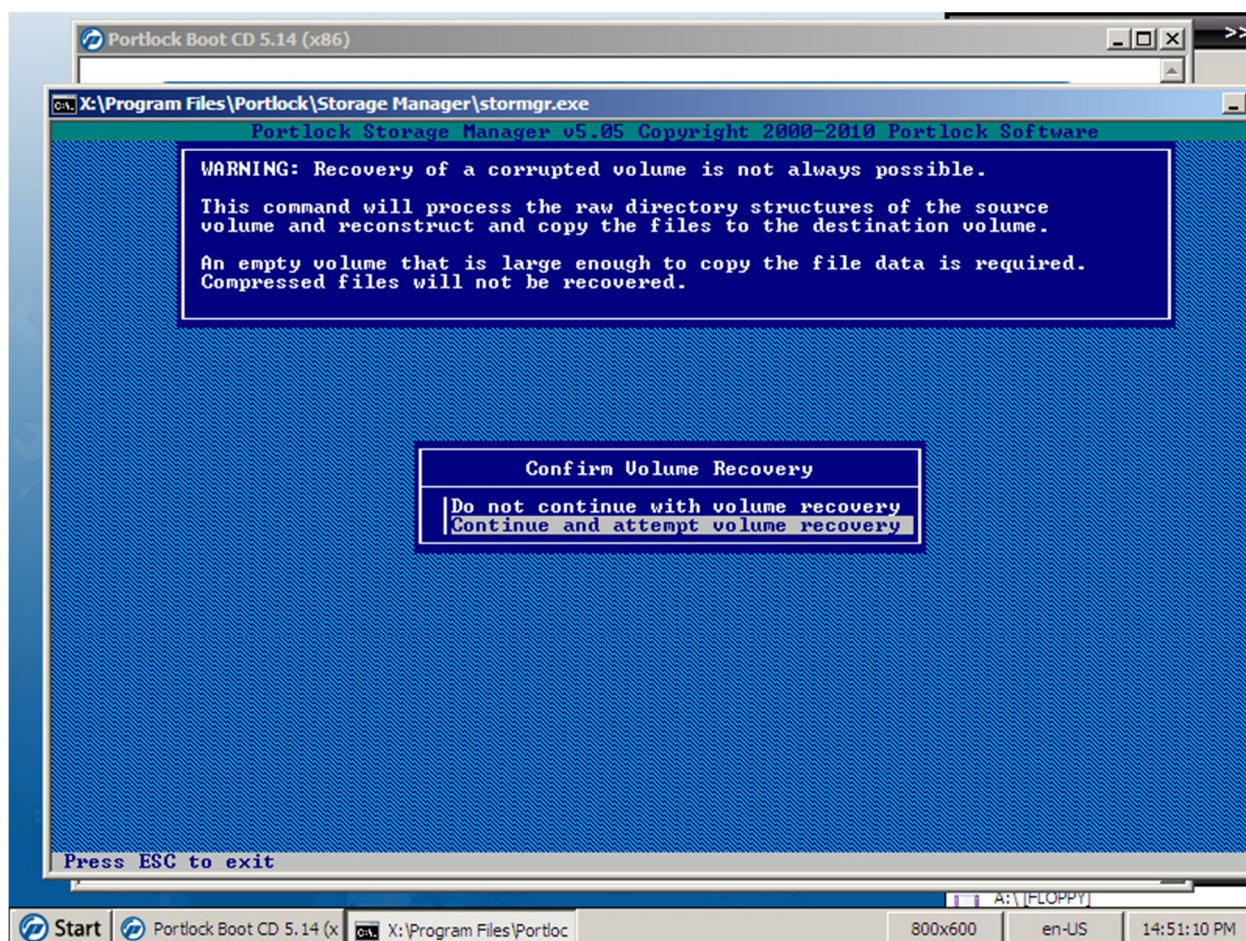 Portlock Boot CD 5.14 (x86)
>>
X:\Program Files\Portlock\Storage Manager\stormgr.exe
Portlock Storage Manager v5.05 Copyright 2000-2010 Portlock Software
WARNING: Recovery of a corrupted volume is not always possible.
This command will process the raw directory structures of the source
volume and reconstruct and copy the files to the destination volume.
An empty volume that is large enough to copy the file data is required.
Compressed files will not be recovered.
Confirm Volume Recovery
Do not continue with volume recovery
Continue and attempt volume recovery
Press ESC to exit
A:\ [FLOPPY]
Start
Portlock Boot CD 5.14 (x
X:\Program Files\Portloc
800x600
en-US
14:51:10 PM